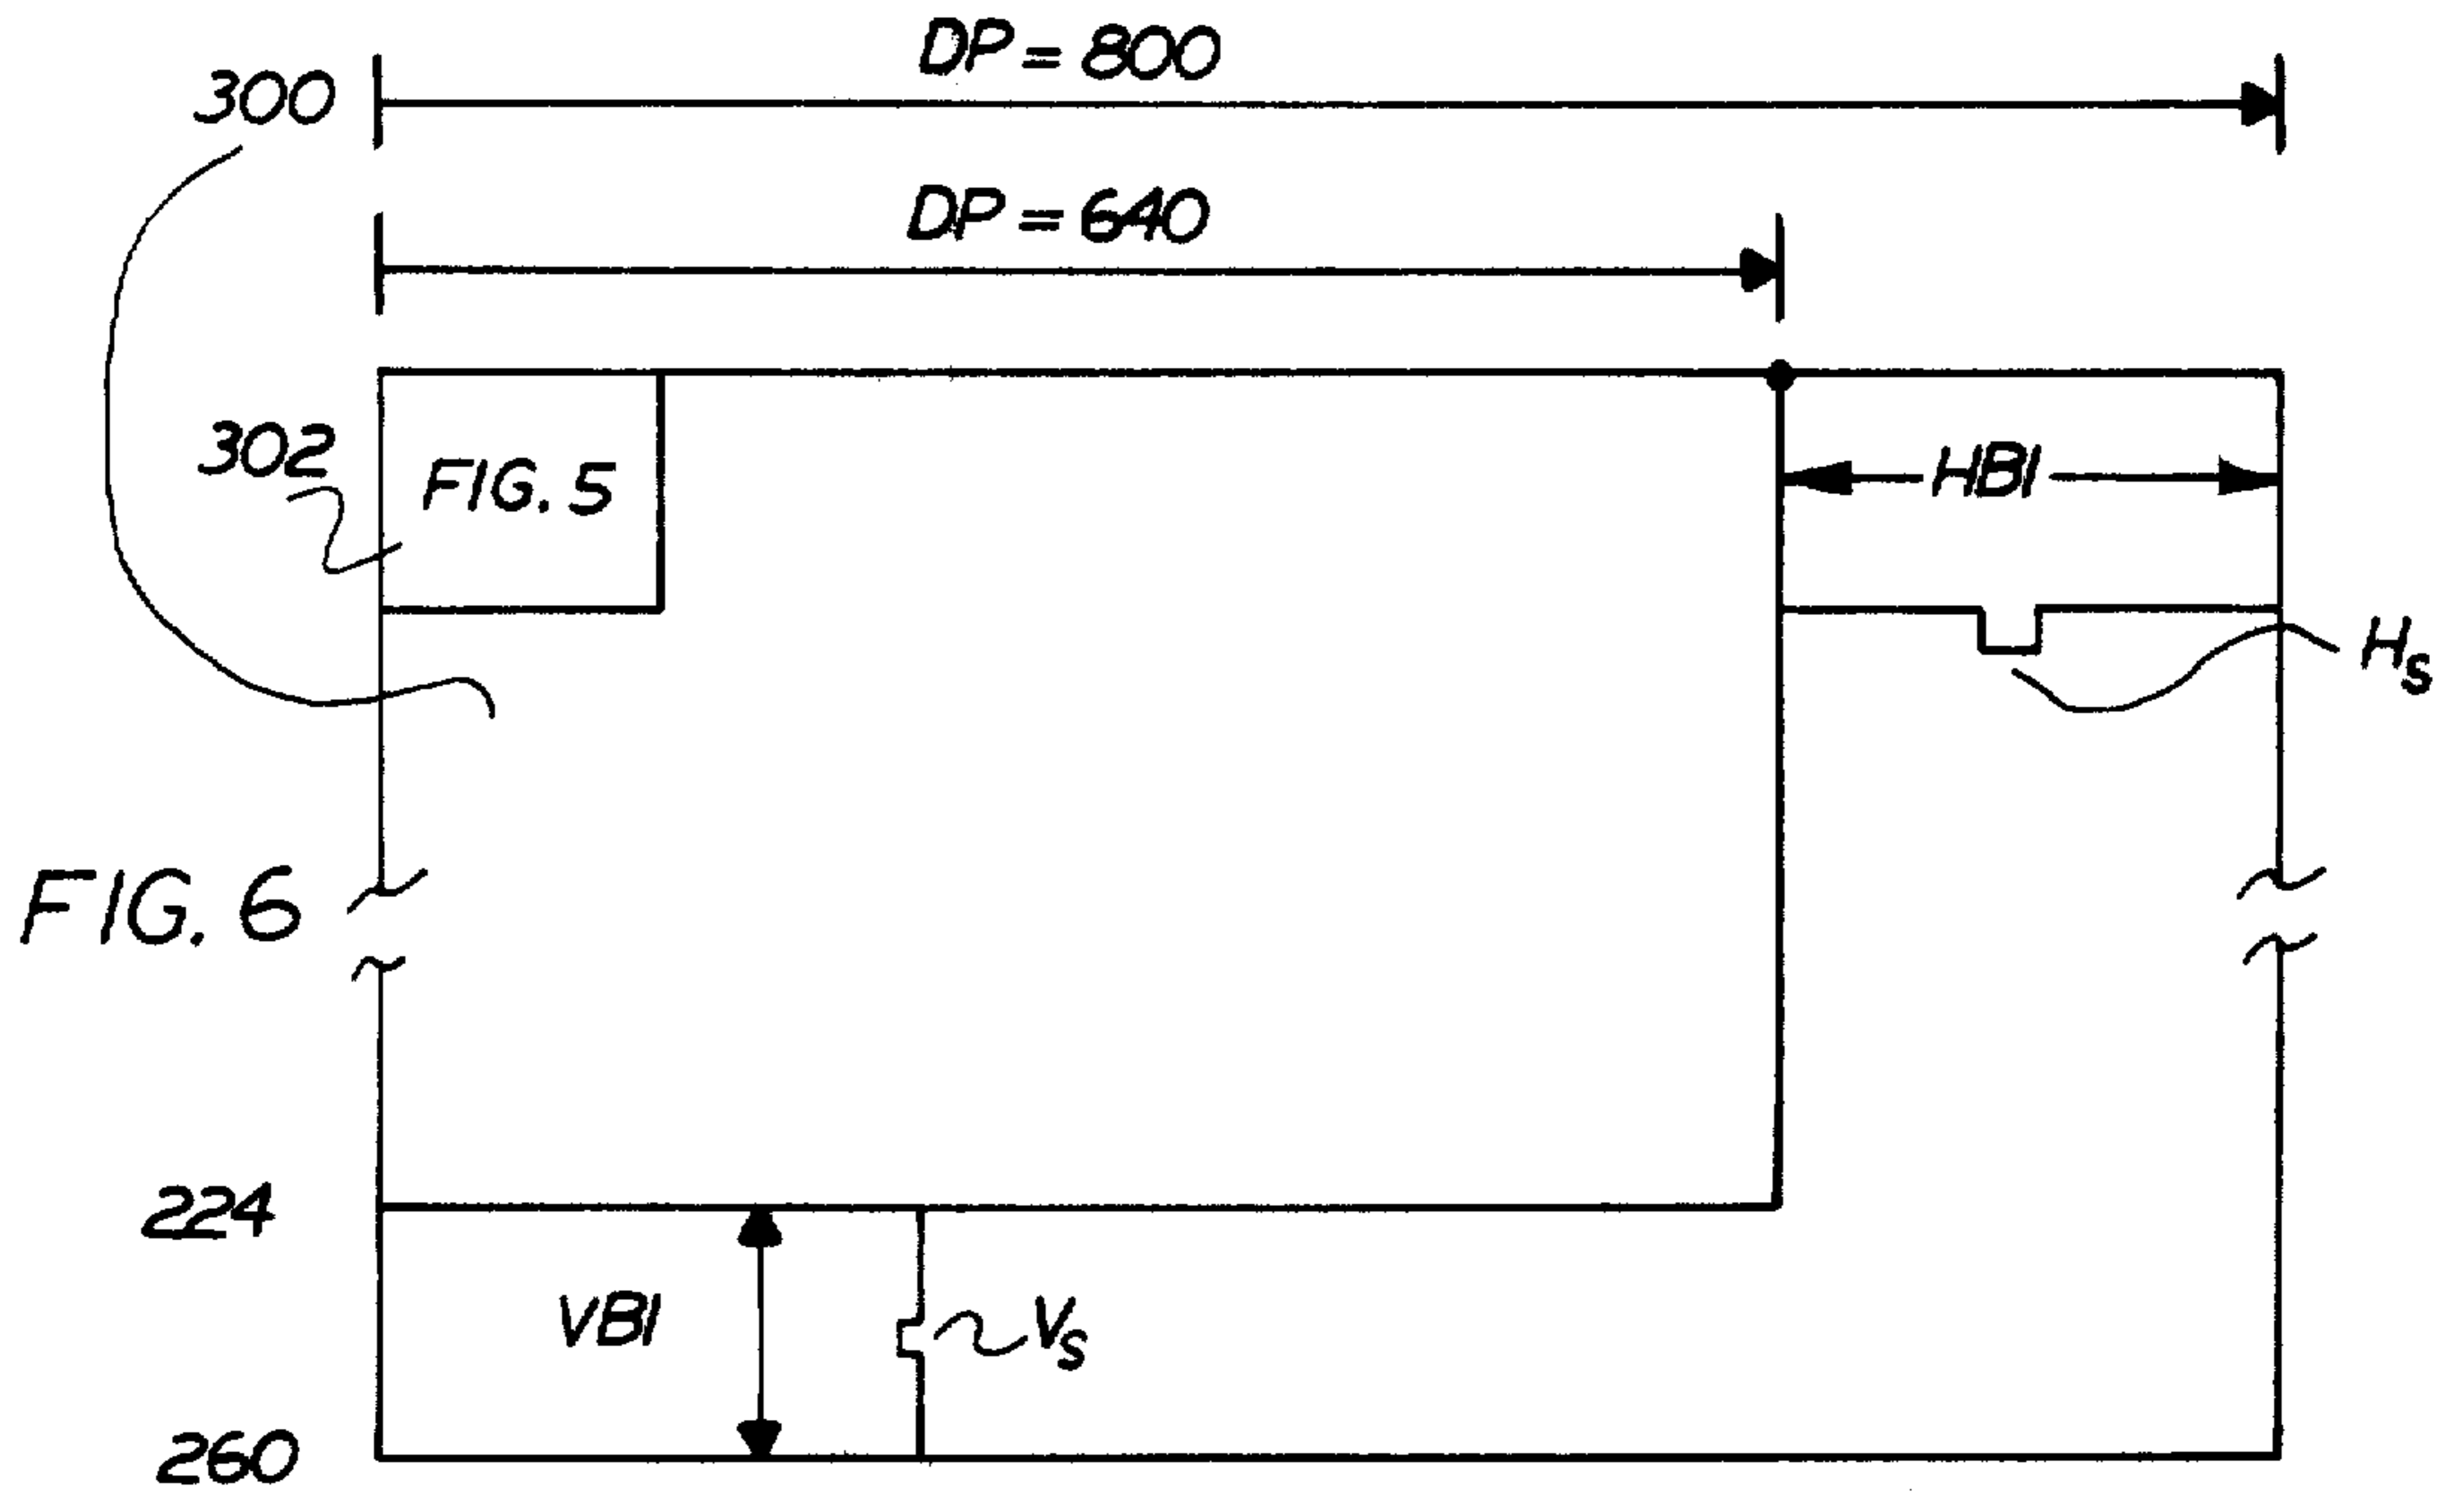 DP = 800
300
DP = 640
302
FIG. 5
HBI
HS
FIG. 6
224
VBI
VS
260